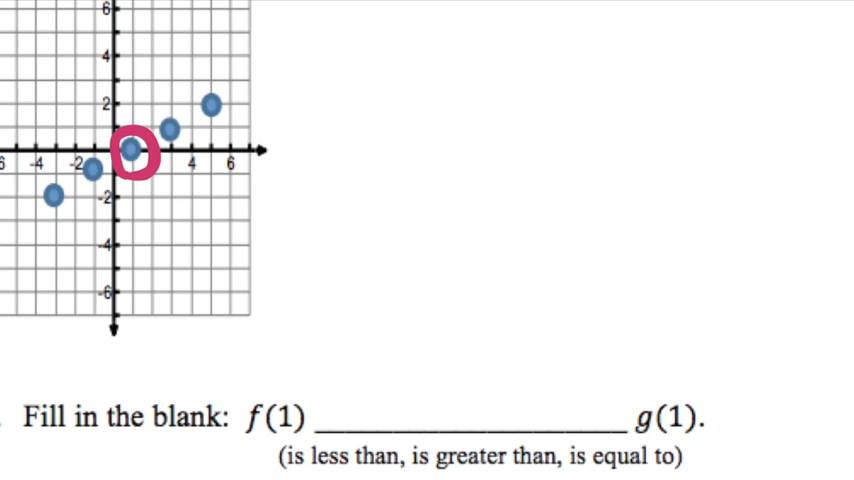 6
4
2
6 -4 -2 4 6
-2
-4
-6
. Fill in the blank: f(1) ____________________ g(1).
(is less than, is greater than, is equal to)